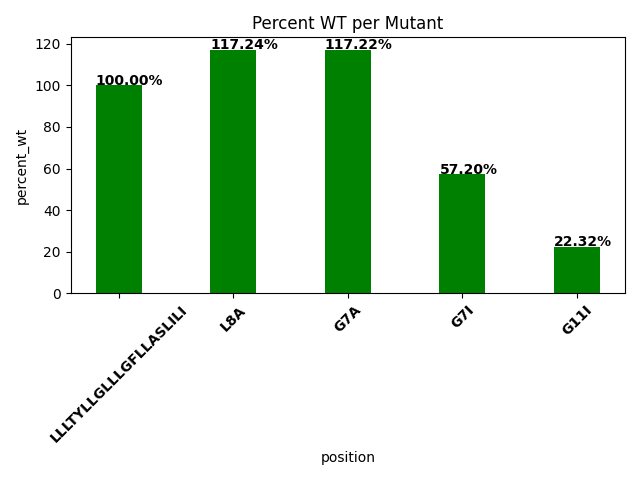 Percent WT per Mutant
percent_wt
120
100
80
60
40
20
0
100.00%
117.24%
117.22%
57.20%
22.32%
LLLTYLLGLLLGFLLASLILI
L8A
G7A
G7I
G11I
position